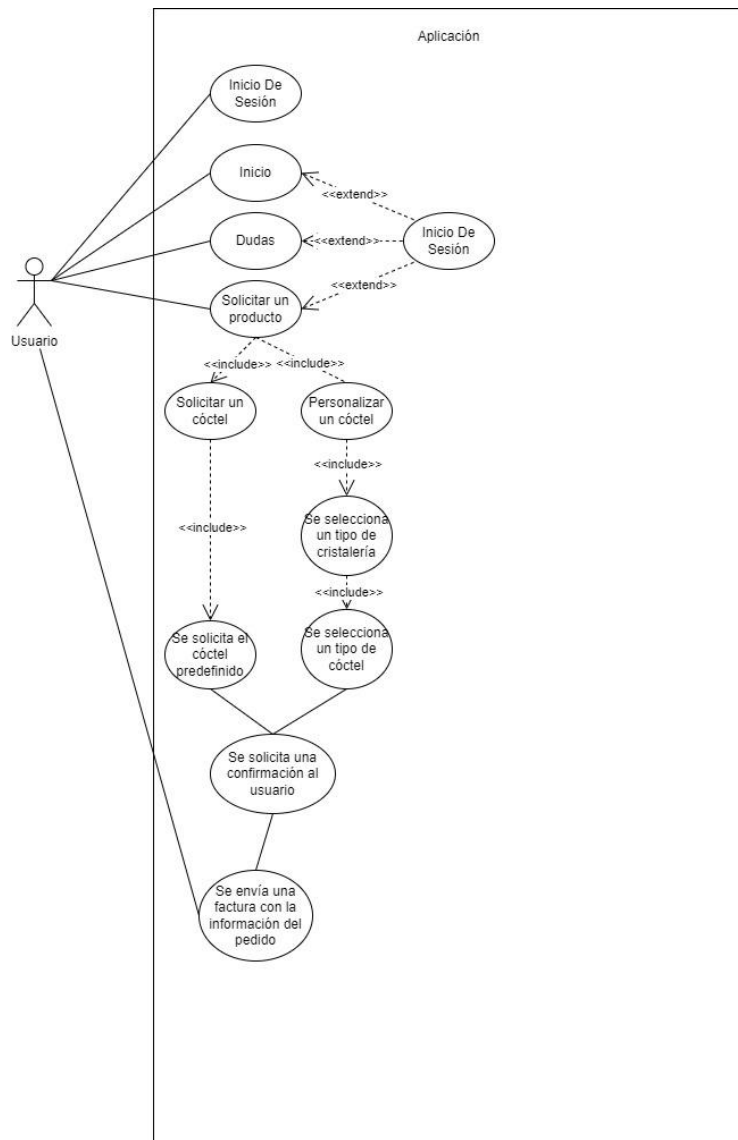 Aplicación
Inicio De
Sesión
Inicio
<<extend>>
Dudas
<<extend>>
Inicio De
Sesión
<<extend>>
Solicitar un
producto
Usuario
<<include>>
<<include>>
Solicitar un
cóctel
Personalizar
un cóctel
<<include>>
Se selecciona
un tipo de
cristalería
<<include>>
<<include>>
Se solicita el
cóctel
predefinido
Se selecciona
un tipo de
cóctel
Se solicita una
confirmación al
usuario
Se envía una
factura con la
información del
pedido